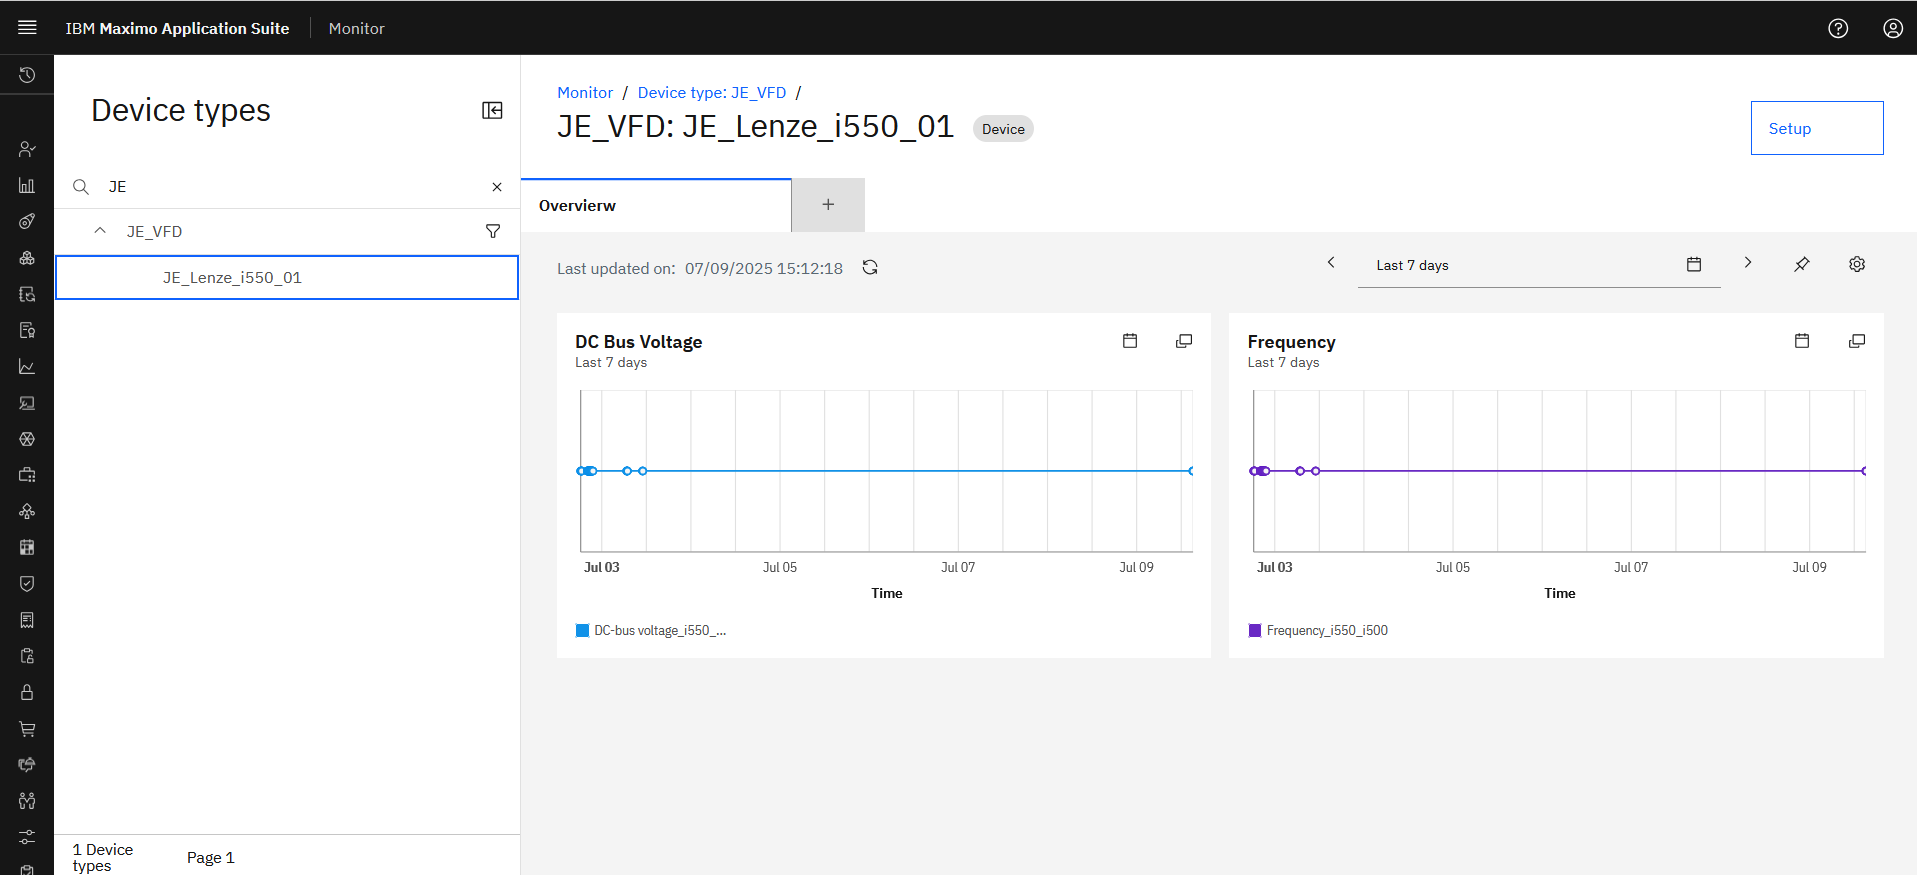 IBM Maximo Application Suite Monitor
Device types
JE
JE_VFD
JE_Lenze_i550_01
1 Device types
Page 1
Monitor / Device type: JE_VFD /
JE_VFD: JE_Lenze_i550_01 Device
Setup
Overvierw
Last updated on: 07/09/2025 15:12:18
Last 7 days
DC Bus Voltage
Last 7 days
Jul 03 Jul 05 Jul 07 Jul 09
Time
DC-bus voltage_i550_...
Frequency
Last 7 days
Jul 03 Jul 05 Jul 07 Jul 09
Time
Frequency_i550_i500